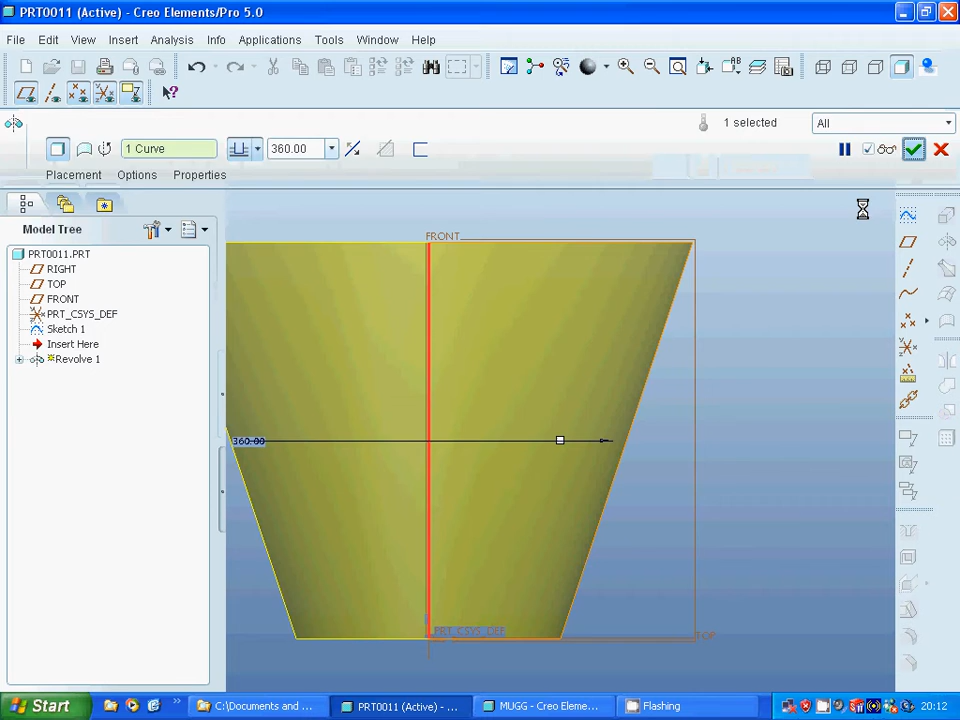 PRT0011 (Active) - Creo Elements/Pro 5.0
File Edit View Insert Analysis Info Applications Tools Window Help
1 selected
All
1 Curve
360.00
Placement Options Properties
Model Tree
PRT0011.PRT
RIGHT
TOP
FRONT
PRT_CSYS_DEF
Sketch 1
Insert Here
Revolve 1
FRONT
360.00
PRT_CSYS_DEF
TOP
Start
C:\Documents and ...
PRT0011 (Active) - ...
MUGG - Creo Eleme...
Flashing
20:12